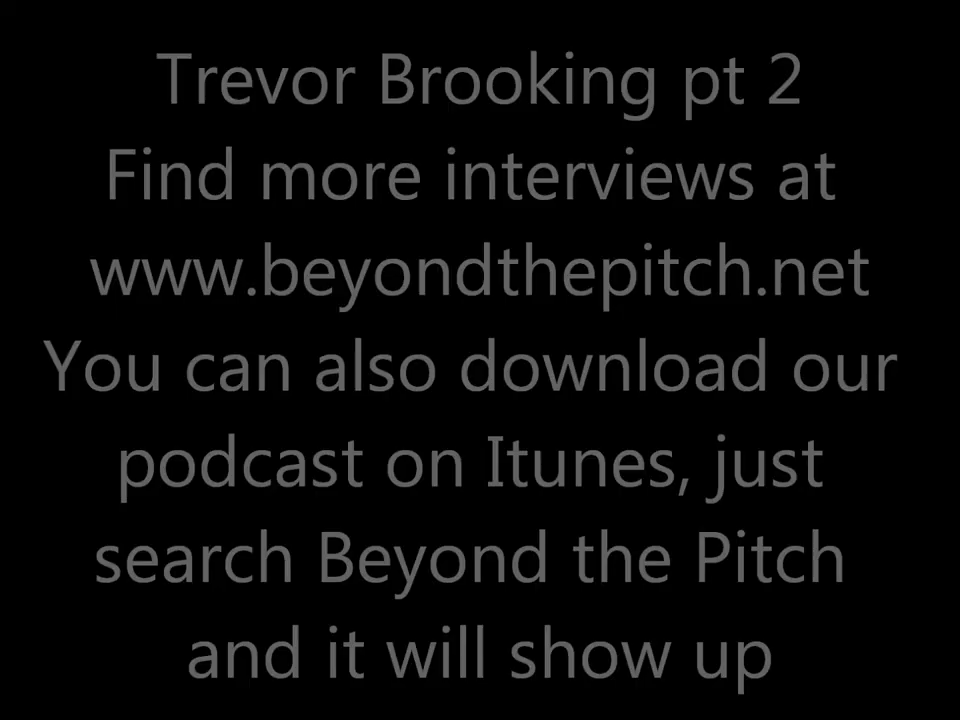 Trevor Brooking pt 2
Find more interviews at
www.beyondthepitch.net
You can also download our
podcast on Itunes, just
search Beyond the Pitch
and it will show up